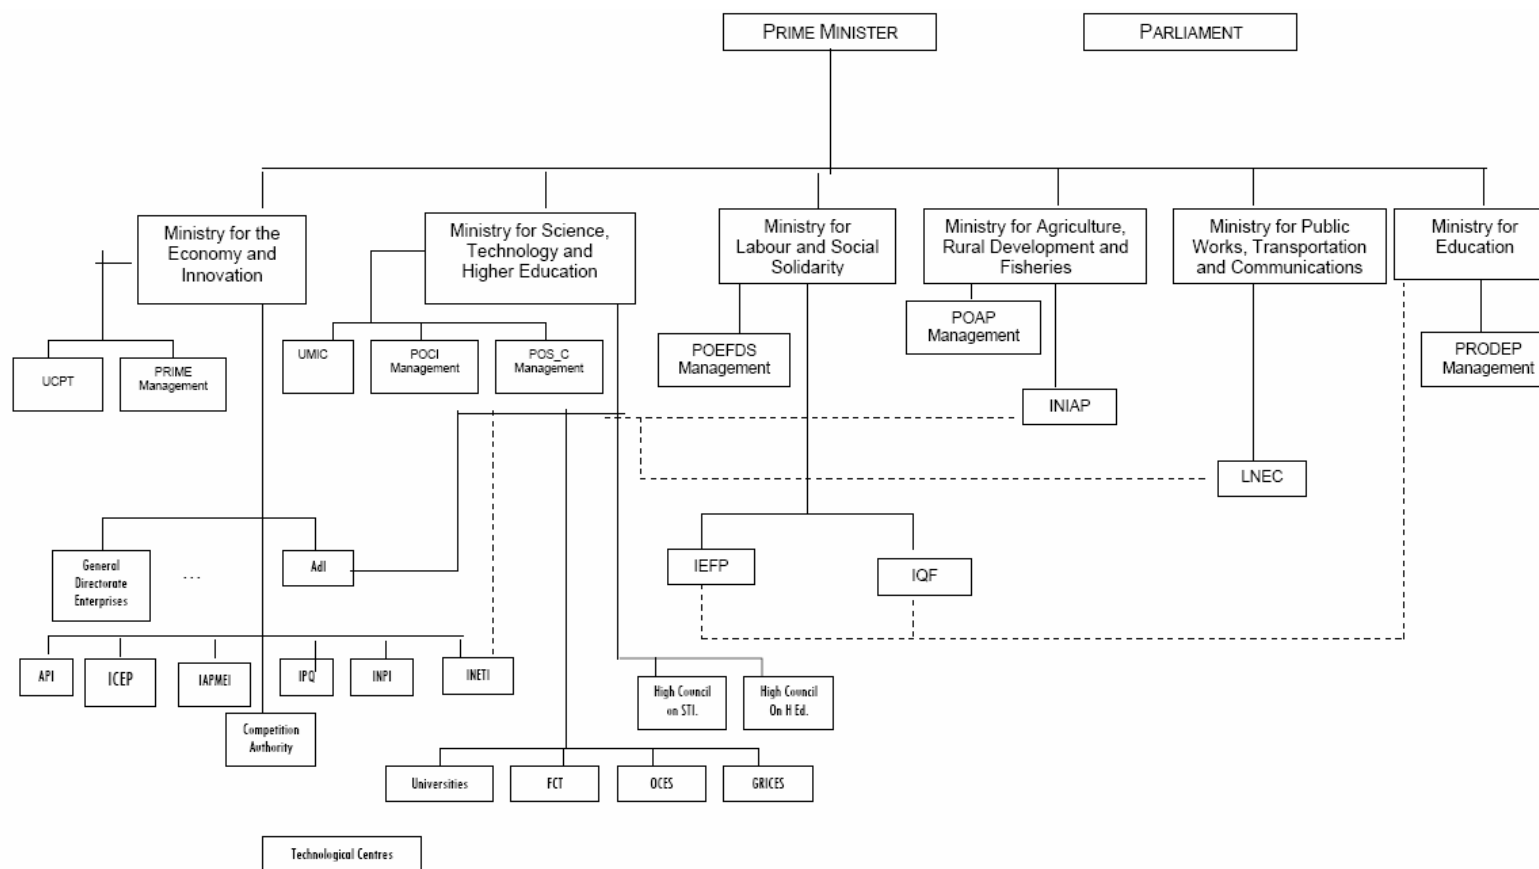 PRIME MINISTER
PARLIAMENT
Ministry for the
Economy and
Innovation
Ministry for Science,
Technology and
Higher Education
Ministry for
Labour and Social
Solidarity
Ministry for Agriculture,
Rural Development and
Fisheries
Ministry for Public
Works, Transportation
and Communications
Ministry for
Education
UCPT
PRIME
Management
UMIC
POCI
Management
POS_C
Management
POEFDS
Management
POAP
Management
PRODEP
Management
INIAP
LNEC
General
Directorate
Enterprises
...
AdI
IEFP
IQF
API
ICEP
IAPMEI
IPQ
INPI
INETI
High Council
on STI.
High Council
On H Ed.
Competition
Authority
Universities
FCT
OCES
GRICES
Technological Centres